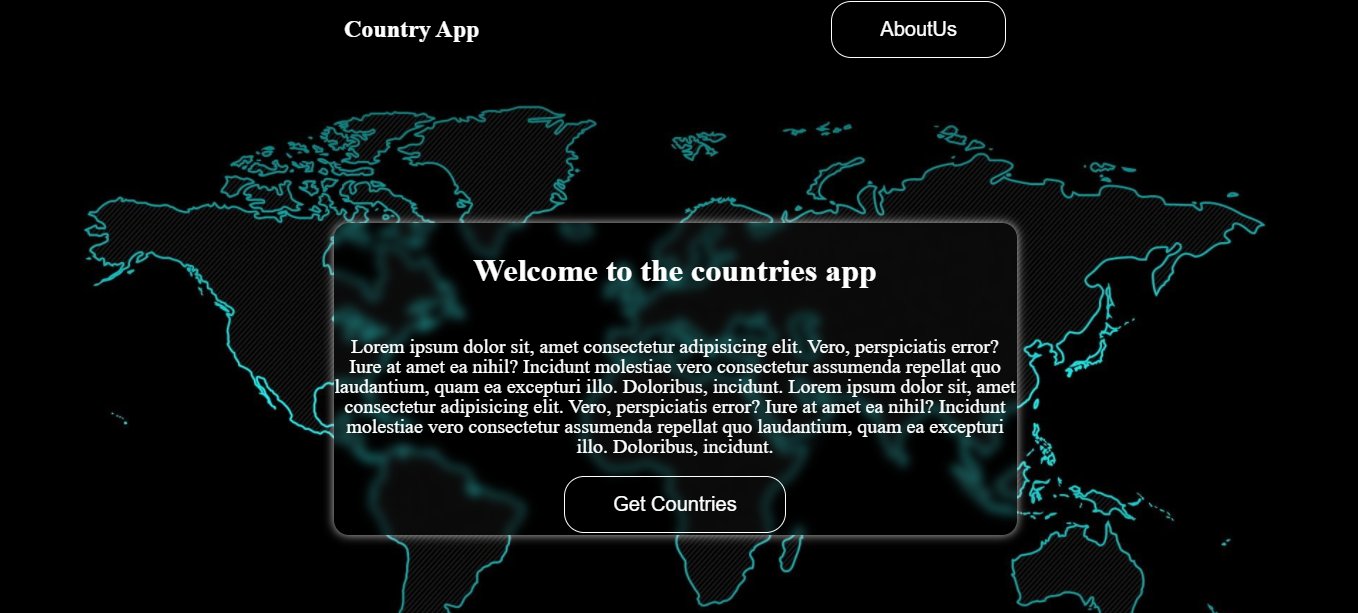 Country App
AboutUs
Welcome to the countries app
Lorem ipsum dolor sit, amet consectetur adipisicing elit. Vero, perspiciatis error?
Iure at amet ea nihil? Incidunt molestiae vero consectetur assumenda repellat quo
laudantium, quam ea excepturi illo. Doloribus, incidunt. Lorem ipsum dolor sit, amet
consectetur adipisicing elit. Vero, perspiciatis error? Iure at amet ea nihil? Incidunt
molestiae vero consectetur assumenda repellat quo laudantium, quam ea excepturi
illo. Doloribus, incidunt.
Get Countries